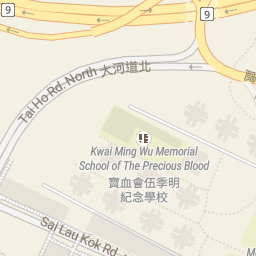 9
9
Tai Ho Rd. North 大河道北
Kwai Ming Wu Memorial
School of The Precious Blood
寶血會伍季明
紀念學校
Sai Lau Kok Rd.